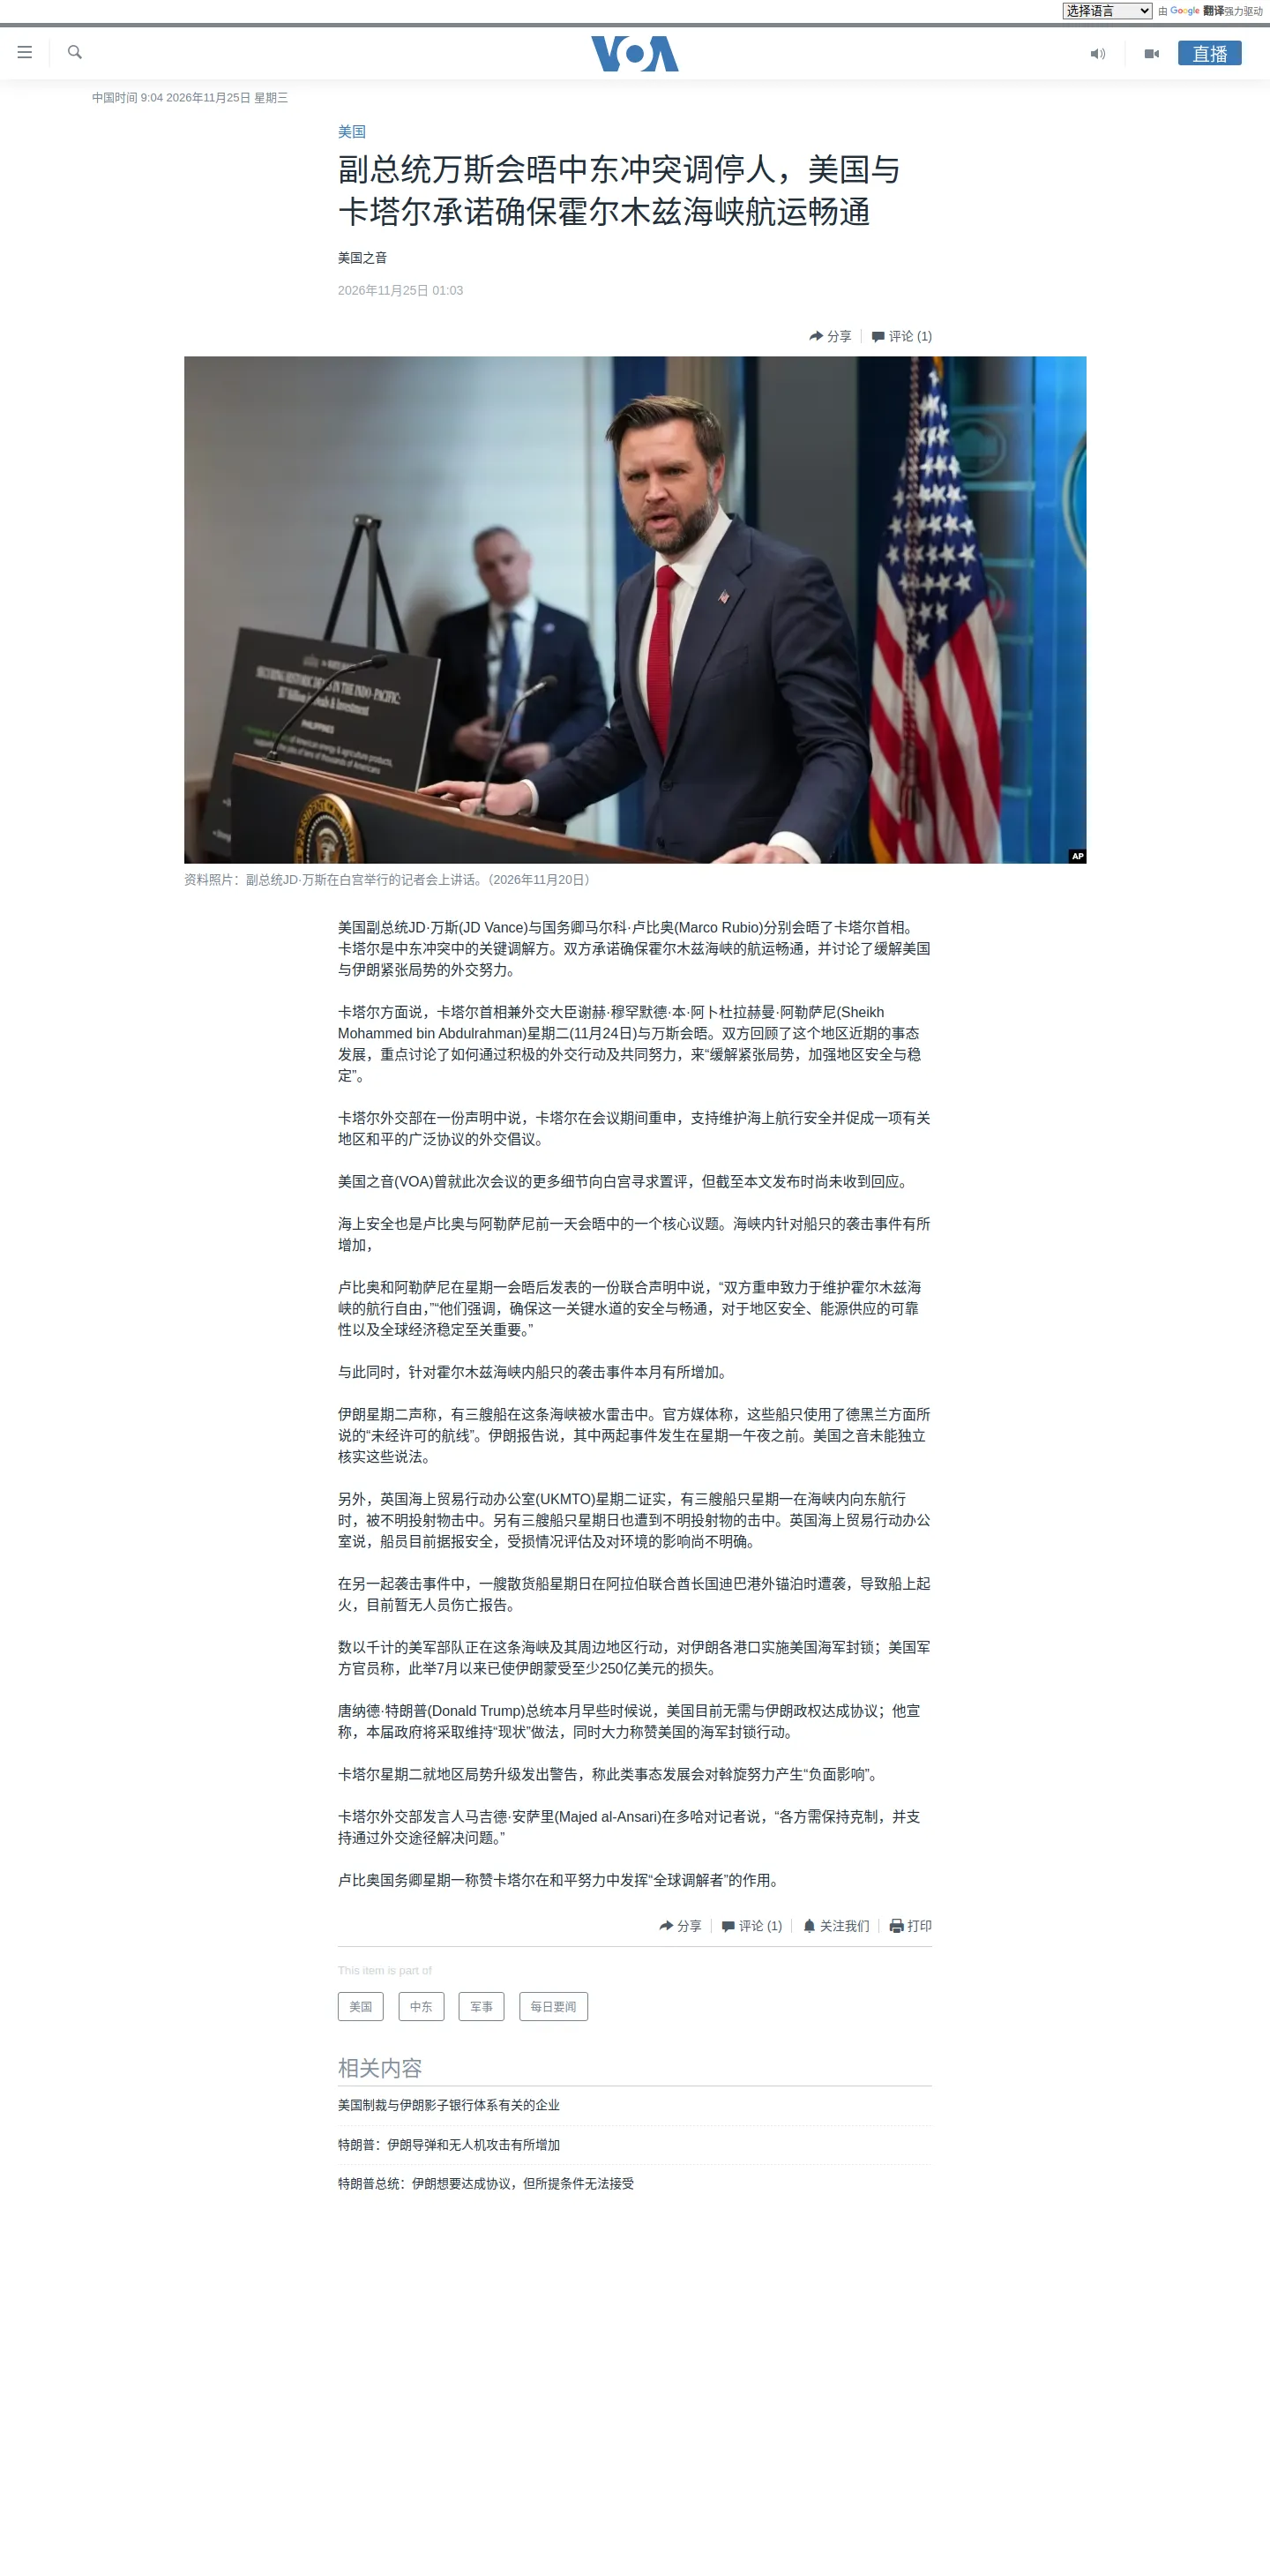 选择语言 由 Google 翻译强力驱动
VOA
直播
中国时间 9:04 2026年11月25日 星期三
美国
副总统万斯会晤中东冲突调停人，美国与
卡塔尔承诺确保霍尔木兹海峡航运畅通
美国之音
2026年11月25日 01:03
分享 评论 (1)
SECURING HISTORIC DEALS IN THE INDO-PACIFIC:
PHILIPPINES
AP
资料照片：副总统JD·万斯在白宫举行的记者会上讲话。（2026年11月20日）
美国副总统JD·万斯(JD Vance)与国务卿马尔科·卢比奥(Marco Rubio)分别会晤了卡塔尔首相。
卡塔尔是中东冲突中的关键调解方。双方承诺确保霍尔木兹海峡的航运畅通，并讨论了缓解美国
与伊朗紧张局势的外交努力。
卡塔尔方面说，卡塔尔首相兼外交大臣谢赫·穆罕默德·本·阿卜杜拉赫曼·阿勒萨尼(Sheikh
Mohammed bin Abdulrahman)星期二(11月24日)与万斯会晤。双方回顾了这个地区近期的事态
发展，重点讨论了如何通过积极的外交行动及共同努力，来“缓解紧张局势，加强地区安全与稳
定”。
卡塔尔外交部在一份声明中说，卡塔尔在会议期间重申，支持维护海上航行安全并促成一项有关
地区和平的广泛协议的外交倡议。
美国之音(VOA)曾就此次会议的更多细节向白宫寻求置评，但截至本文发布时尚未收到回应。
海上安全也是卢比奥与阿勒萨尼前一天会晤中的一个核心议题。海峡内针对船只的袭击事件有所
增加，
卢比奥和阿勒萨尼在星期一会晤后发表的一份联合声明中说，“双方重申致力于维护霍尔木兹海
峡的航行自由，”“他们强调，确保这一关键水道的安全与畅通，对于地区安全、能源供应的可靠
性以及全球经济稳定至关重要。”
与此同时，针对霍尔木兹海峡内船只的袭击事件本月有所增加。
伊朗星期二声称，有三艘船在这条海峡被水雷击中。官方媒体称，这些船只使用了德黑兰方面所
说的“未经许可的航线”。伊朗报告说，其中两起事件发生在星期一午夜之前。美国之音未能独立
核实这些说法。
另外，英国海上贸易行动办公室(UKMTO)星期二证实，有三艘船只星期一在海峡内向东航行
时，被不明投射物击中。另有三艘船只星期日也遭到不明投射物的击中。英国海上贸易行动办公
室说，船员目前据报安全，受损情况评估及对环境的影响尚不明确。
在另一起袭击事件中，一艘散货船星期日在阿拉伯联合酋长国迪巴港外锚泊时遭袭，导致船上起
火，目前暂无人员伤亡报告。
数以千计的美军部队正在这条海峡及其周边地区行动，对伊朗各港口实施美国海军封锁；美国军
方官员称，此举7月以来已使伊朗蒙受至少250亿美元的损失。
唐纳德·特朗普(Donald Trump)总统本月早些时候说，美国目前无需与伊朗政权达成协议；他宣
称，本届政府将采取维持“现状”做法，同时大力称赞美国的海军封锁行动。
卡塔尔星期二就地区局势升级发出警告，称此类事态发展会对斡旋努力产生“负面影响”。
卡塔尔外交部发言人马吉德·安萨里(Majed al-Ansari)在多哈对记者说，“各方需保持克制，并支
持通过外交途径解决问题。”
卢比奥国务卿星期一称赞卡塔尔在和平努力中发挥“全球调解者”的作用。
分享 评论 (1) 关注我们 打印
This item is part of
美国 中东 军事 每日要闻
相关内容
美国制裁与伊朗影子银行体系有关的企业
特朗普：伊朗导弹和无人机攻击有所增加
特朗普总统：伊朗想要达成协议，但所提条件无法接受